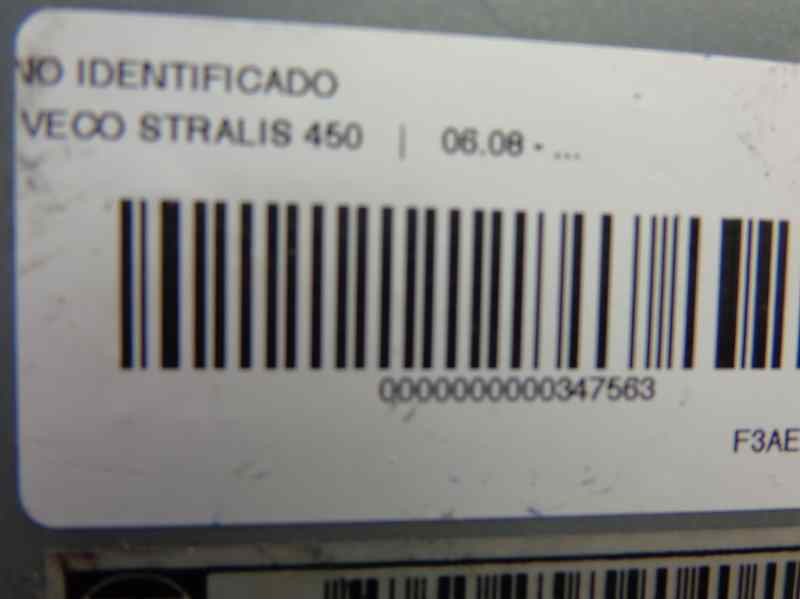 NO IDENTIFICADO
VECO STRALIS 450 | 06.08 - ...
0000000000347563
F3AE